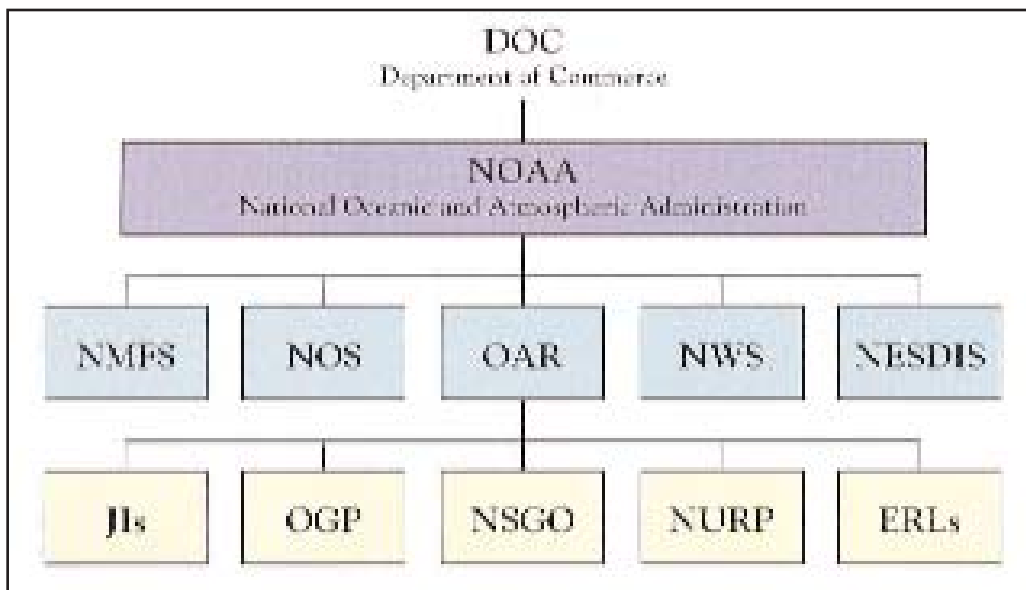 DOC
Department of Commerce
NOAA
National Oceanic and Atmospheric Administration
NMFS NOS OAR NWS NESDIS
JIs OGP NSGO NURP ERLs